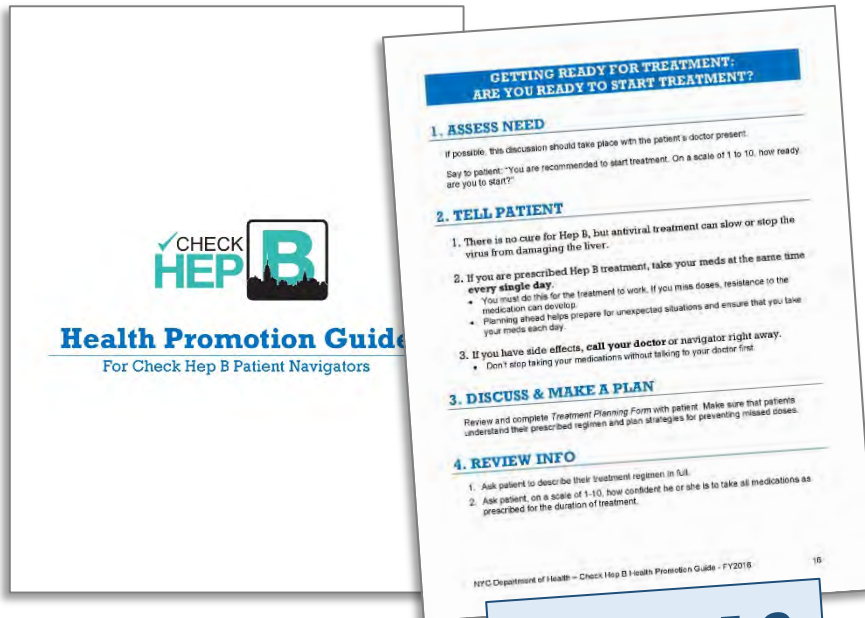 CHECK
HEP B
Health Promotion Guide
For Check Hep B Patient Navigators
GETTING READY FOR TREATMENT:
ARE YOU READY TO START TREATMENT?
1. ASSESS NEED
If possible, this discussion should take place with the patient's doctor present.
Say to patient: "You are recommended to start treatment. On a scale of 1 to 10, how ready
are you to start?"
2. TELL PATIENT
1. There is no cure for Hep B, but antiviral treatment can slow or stop the
virus from damaging the liver.
2. If you are prescribed Hep B treatment, take your meds at the same time
every single day.
• You must do this for the treatment to work. If you miss doses, resistance to the
medication can develop.
• Planning ahead helps prepare for unexpected situations and ensure that you take
your meds each day.
3. If you have side effects, call your doctor or navigator right away.
• Don't stop taking your medications without talking to your doctor first.
3. DISCUSS & MAKE A PLAN
Review and complete Treatment Planning Form with patient. Make sure that patients
understand their prescribed regimen and plan strategies for preventing missed doses.
4. REVIEW INFO
1. Ask patient to describe their treatment regimen in full.
2. Ask patient, on a scale of 1-10, how confident he or she is to take all medications as
prescribed for the duration of treatment.
NYC Department of Health – Check Hep B Health Promotion Guide - FY2016
16